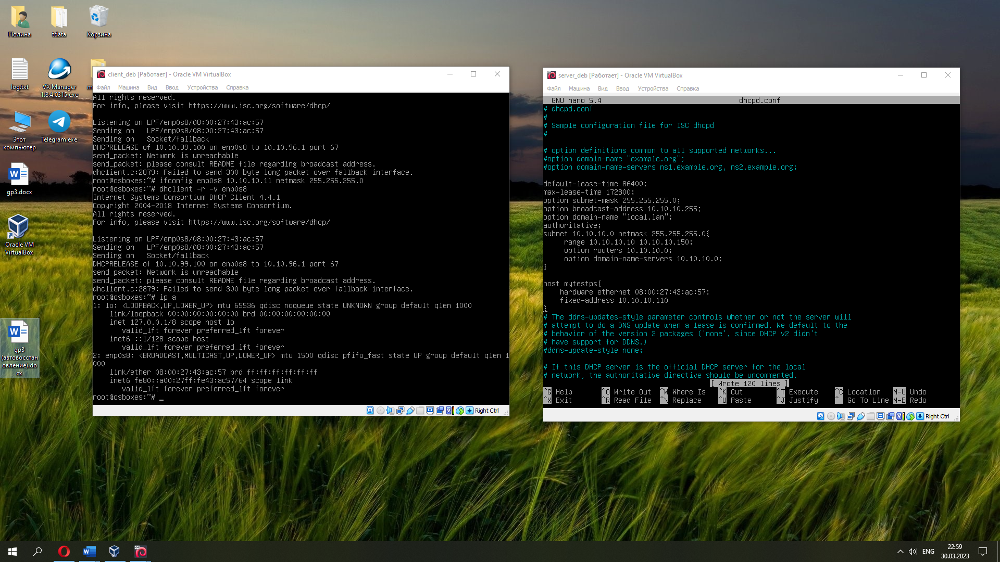 Полина
tdata
Корзина
log.txt
VX Manager
1.8.4.0315.exe
m
Этот
компьютер
Telegram.exe
gp3.docx
Oracle VM
VirtualBox
gp3
(автовосстан
овление).do
cx
client_deb [Работает] - Oracle VM VirtualBox
Файл Машина Вид Ввод Устройства Справка
All rights reserved.
For info, please visit https://www.isc.org/software/dhcp/
Listening on LPF/enp0s8/08:00:27:43:ac:57
Sending on   LPF/enp0s8/08:00:27:43:ac:57
Sending on   Socket/fallback
DHCPRELEASE of 10.10.99.100 on enp0s8 to 10.10.96.1 port 67
send_packet: Network is unreachable
send_packet: please consult README file regarding broadcast address.
dhclient.c:2879: Failed to send 300 byte long packet over fallback interface.
root@osboxes:~# ifconfig enp0s8 10.10.10.11 netmask 255.255.255.0
root@osboxes:~# dhclient -r -v enp0s8
Internet Systems Consortium DHCP Client 4.4.1
Copyright 2004-2018 Internet Systems Consortium.
All rights reserved.
For info, please visit https://www.isc.org/software/dhcp/
Listening on LPF/enp0s8/08:00:27:43:ac:57
Sending on   LPF/enp0s8/08:00:27:43:ac:57
Sending on   Socket/fallback
DHCPRELEASE of 10.10.99.100 on enp0s8 to 10.10.96.1 port 67
send_packet: Network is unreachable
send_packet: please consult README file regarding broadcast address.
dhclient.c:2879: Failed to send 300 byte long packet over fallback interface.
root@osboxes:~# ip a
1: lo: <LOOPBACK,UP,LOWER_UP> mtu 65536 qdisc noqueue state UNKNOWN group default qlen 1000
link/loopback 00:00:00:00:00:00 brd 00:00:00:00:00:00
inet 127.0.0.1/8 scope host lo
valid_lft forever preferred_lft forever
inet6 ::1/128 scope host
valid_lft forever preferred_lft forever
2: enp0s8: <BROADCAST,MULTICAST,UP,LOWER_UP> mtu 1500 qdisc pfifo_fast state UP group default qlen 1
000
link/ether 08:00:27:43:ac:57 brd ff:ff:ff:ff:ff:ff
inet6 fe80::a00:27ff:fe43:ac57/64 scope link
valid_lft forever preferred_lft forever
root@osboxes:~# _
Right Ctrl
server_deb [Работает] - Oracle VM VirtualBox
Файл Машина Вид Ввод Устройства Справка
GNU nano 5.4 dhcpd.conf
# dhcpd.conf
#
# Sample configuration file for ISC dhcpd
#
# option definitions common to all supported networks...
#option domain-name "example.org";
#option domain-name-servers ns1.example.org, ns2.example.org;
default-lease-time 86400;
max-lease-time 172800;
option subnet-mask 255.255.255.0;
option broadcast-address 10.10.10.255;
option domain-name "local.lan";
authoritative;
subnet 10.10.10.0 netmask 255.255.255.0{
range 10.10.10.10 10.10.10.150;
option routers 10.10.10.0;
option domain-name-servers 10.10.10.0;
}
host mytestps{
hardware ethernet 08:00:27:43:ac:57;
fixed-address 10.10.10.110
}
# The ddns-updates-style parameter controls whether or not the server will
# attempt to do a DNS update when a lease is confirmed. We default to the
# behavior of the version 2 packages ('none', since DHCP v2 didn't
# have support for DDNS.)
#ddns-update-style none;
# If this DHCP server is the official DHCP server for the local
# network, the authoritative directive should be uncommented.
[ Wrote 120 lines ]
^G Help ^O Write Out ^W Where Is ^K Cut ^T Execute ^C Location M-U Undo
^X Exit ^R Read File ^\ Replace ^U Paste ^J Justify ^_ Go To Line M-E Redo
Right Ctrl
ENG
22:59
30.03.2023